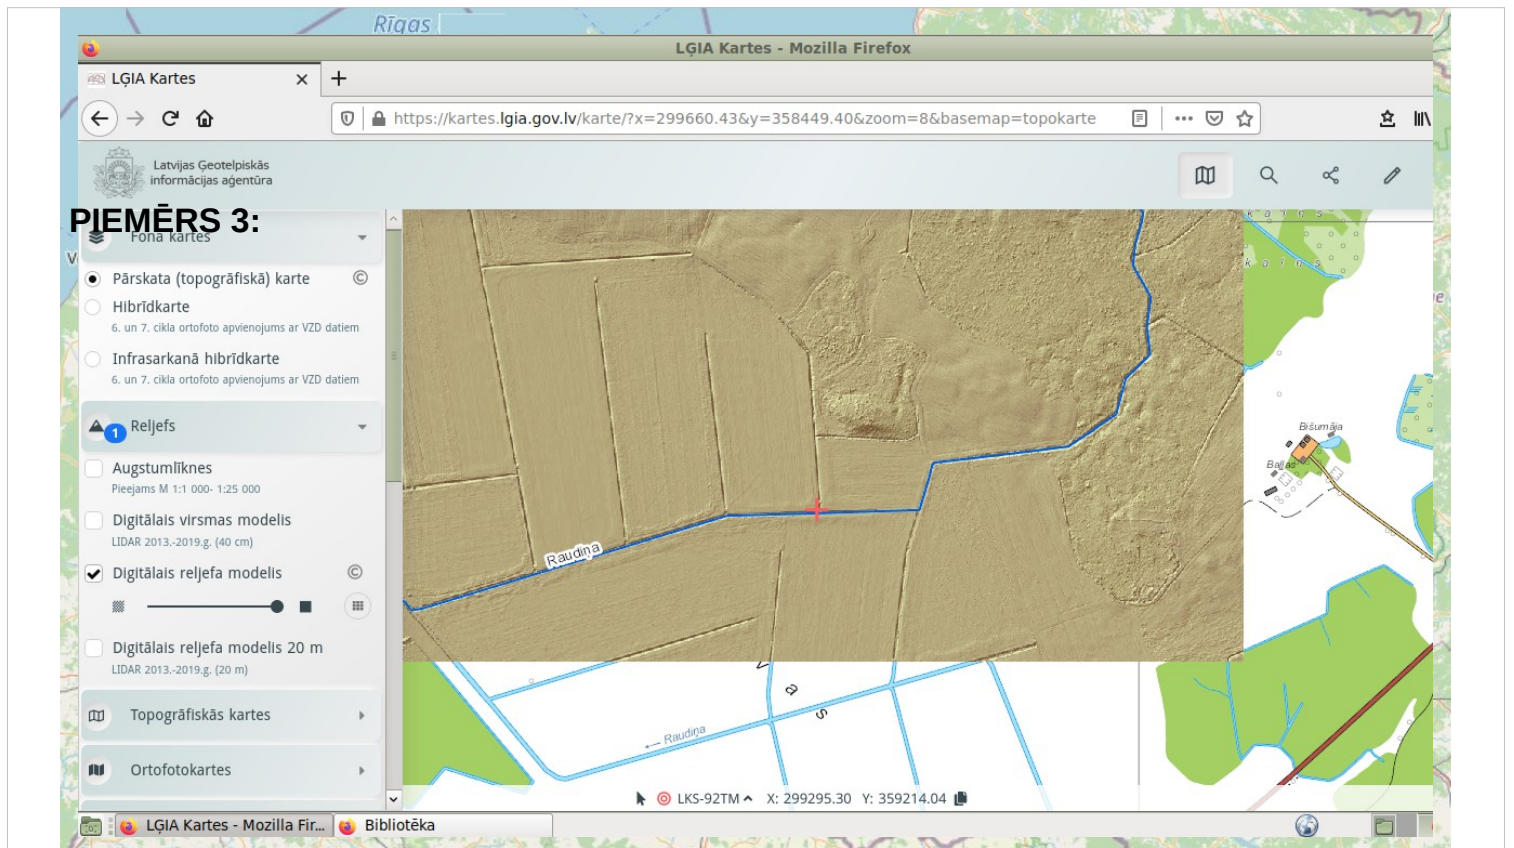 Rīgas
LĢIA Kartes - Mozilla Firefox
LĢIA Kartes
https://kartes.lgia.gov.lv/karte/?x=299660.43&y=358449.40&zoom=8&basemap=topokarte
Latvijas Ģeotelpiskās
informācijas aģentūra
PIEMĒRS 3:
Fona kartes
Pārskata (topogrāfiskā) karte ©
Hibrīdkarte
6. un 7. cikla ortofoto apvienojums ar VZD datiem
Infrasarkanā hibrīdkarte
6. un 7. cikla ortofoto apvienojums ar VZD datiem
1 Reljefs
Augstumlīknes
Pieejams M 1:1 000- 1:25 000
Digitālais virsmas modelis
LIDAR 2013.-2019.g. (40 cm)
Digitālais reljefa modelis ©
Digitālais reljefa modelis 20 m
LIDAR 2013.-2019.g. (20 m)
Topogrāfiskās kartes
Ortofotokartes
Raudiņa
Bišumāja
Baļļas
v a s
← Raudiņa
LKS-92TM X: 299295.30 Y: 359214.04
LĢIA Kartes - Mozilla Fir...
Bibliotēka